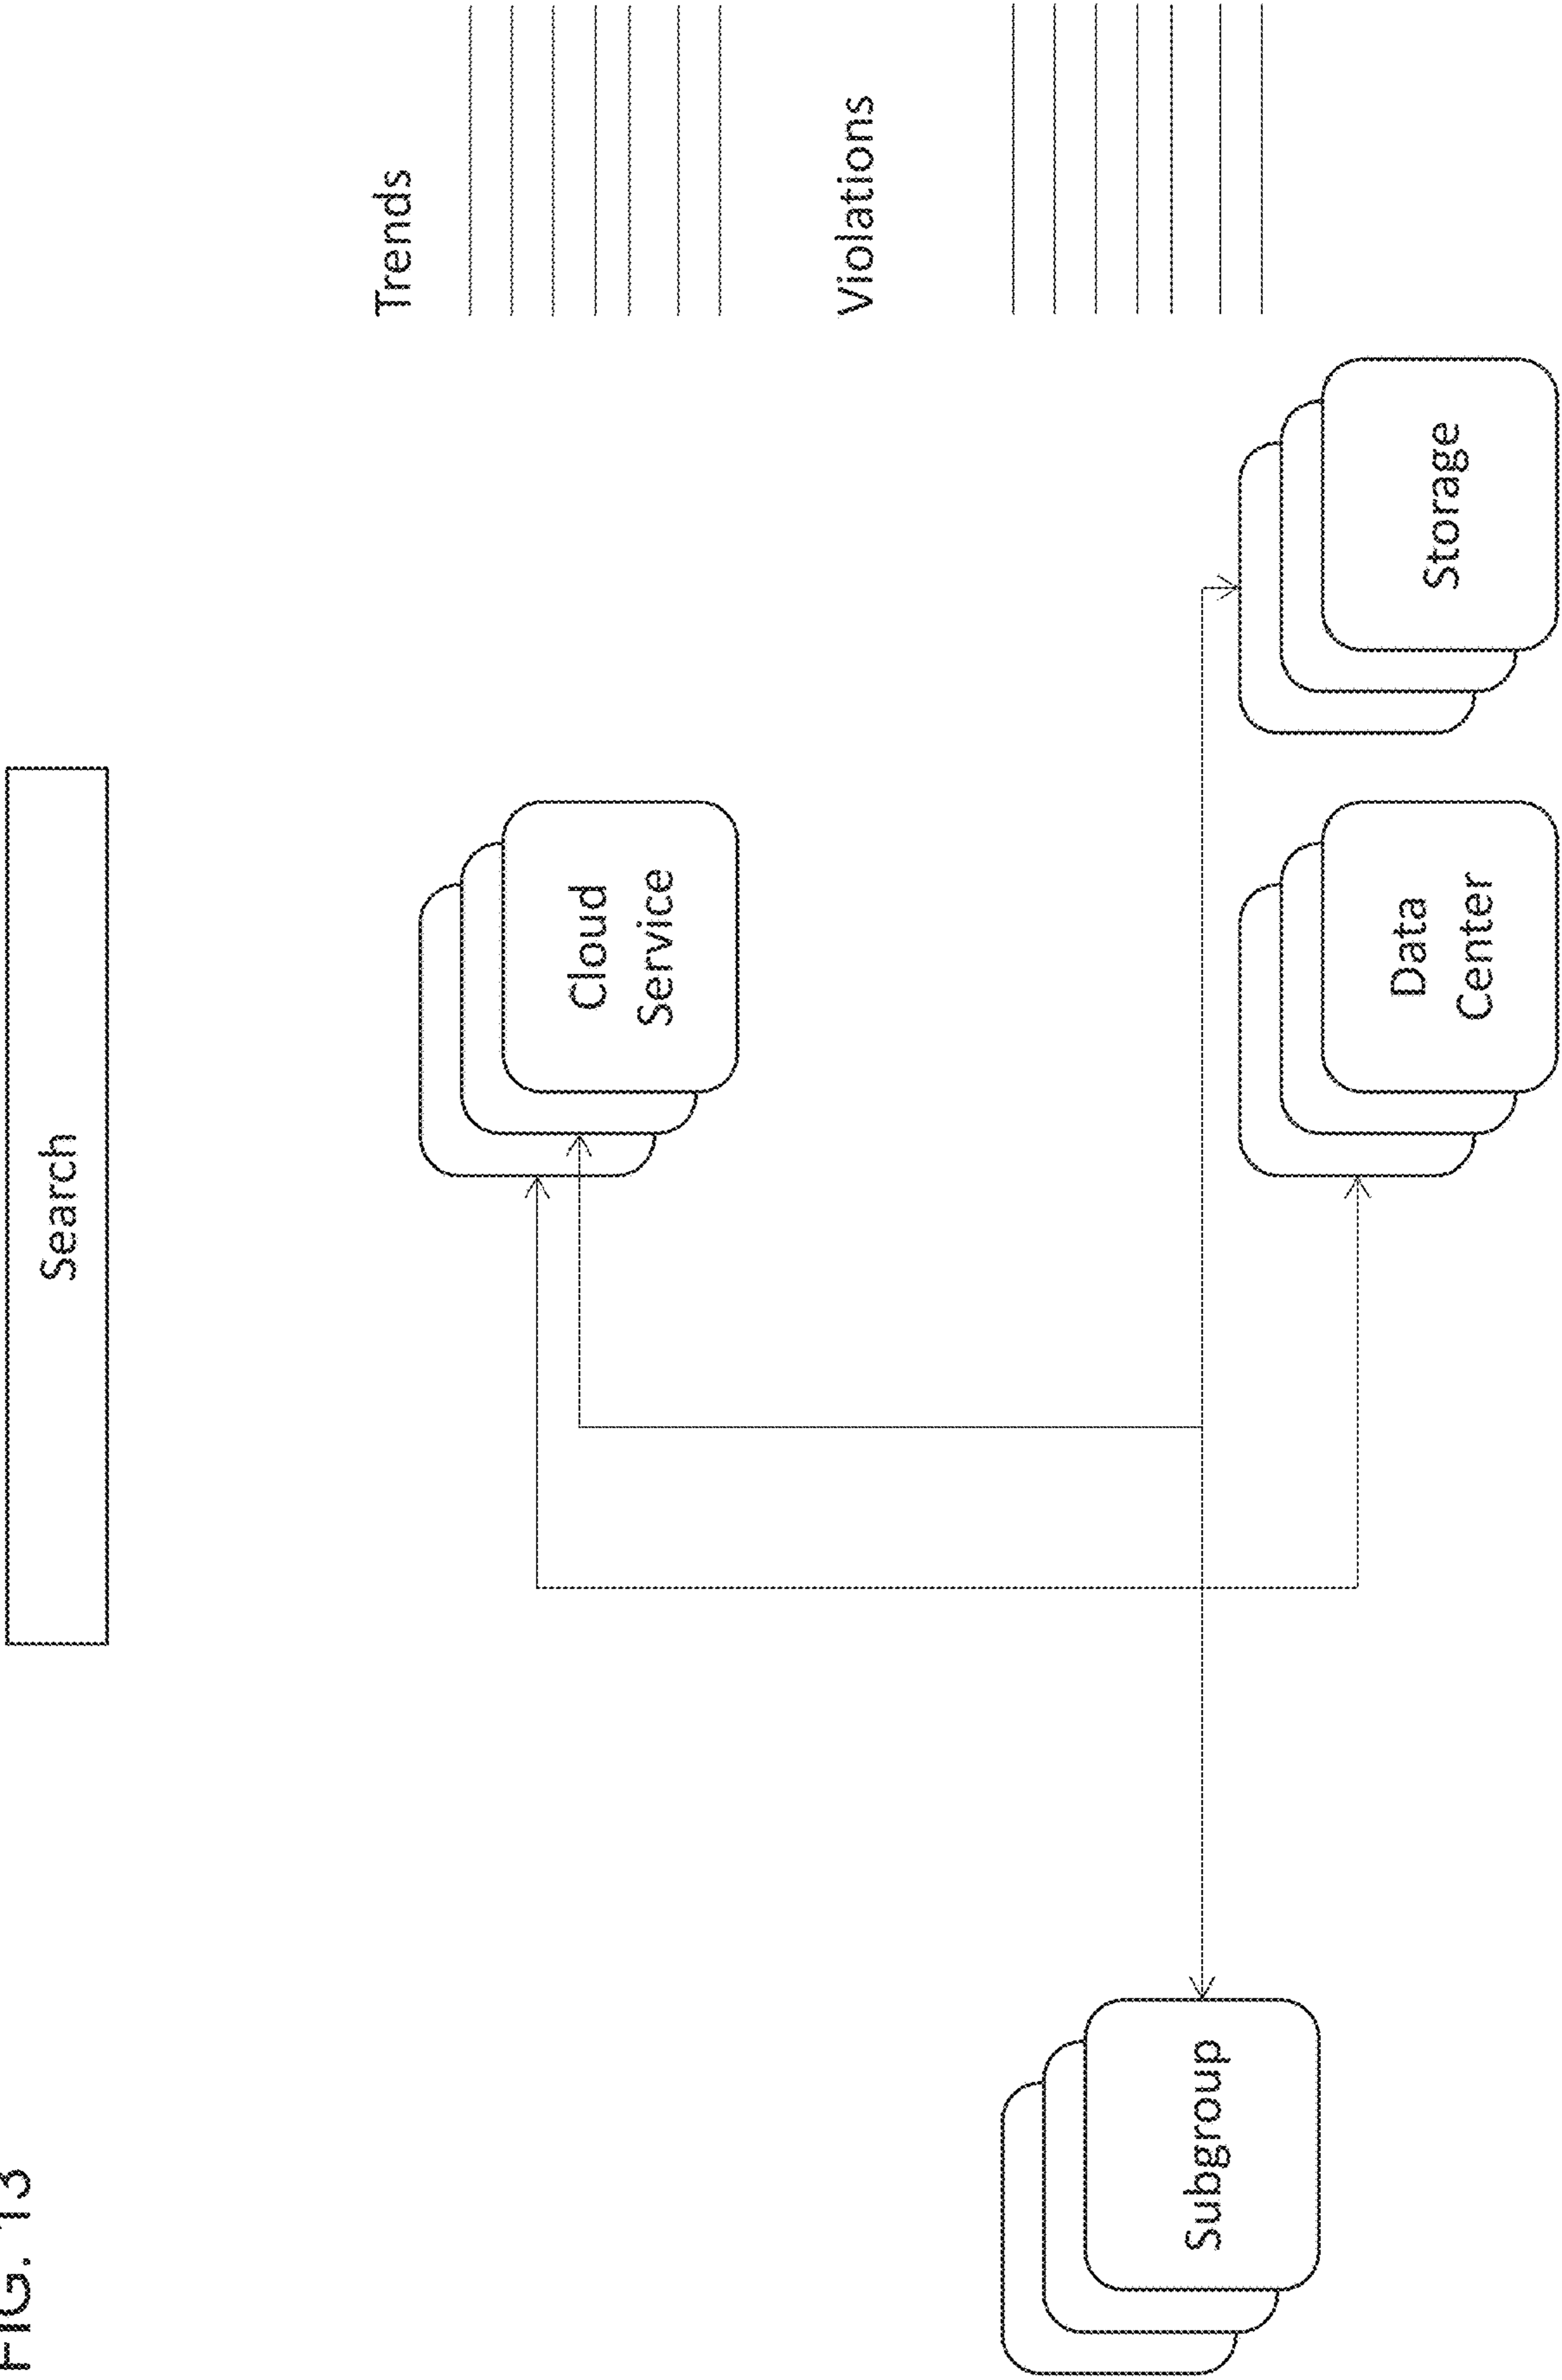 FIG. 13
Search
Trends
Cloud
Service
Violations
Subgroup
Data
Center
Storage